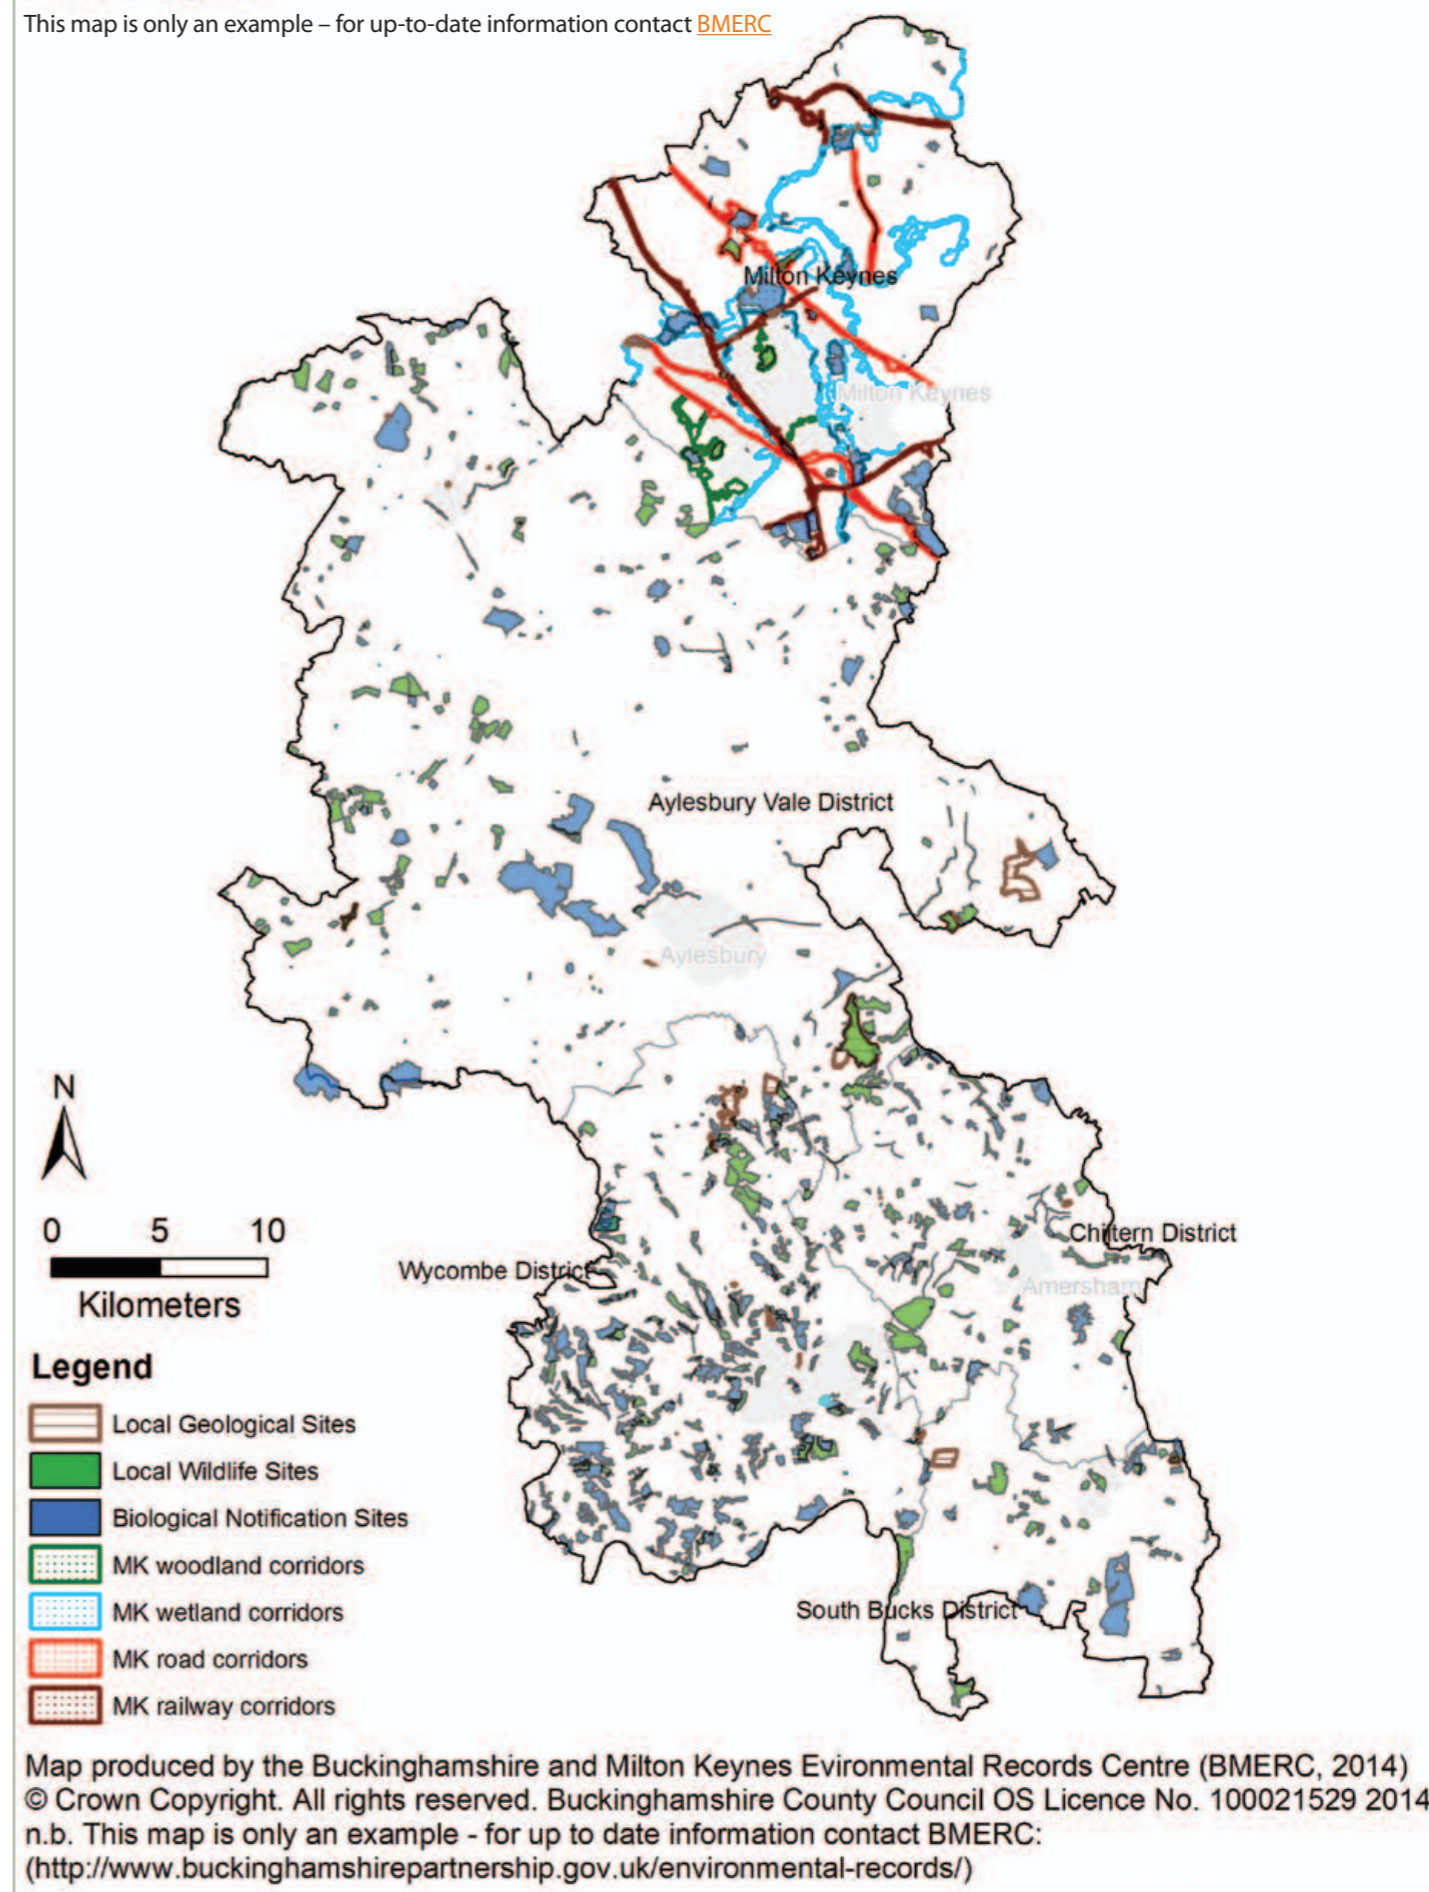 This map is only an example – for up-to-date information contact BMERC
Milton Keynes
Milton Keynes
Aylesbury Vale District
Aylesbury
N
0 5 10
Kilometers
Wycombe District
Chiltern District
Amersham
South Bucks District
Legend
Local Geological Sites
Local Wildlife Sites
Biological Notification Sites
MK woodland corridors
MK wetland corridors
MK road corridors
MK railway corridors
Map produced by the Buckinghamshire and Milton Keynes Evironmental Records Centre (BMERC, 2014)
© Crown Copyright. All rights reserved. Buckinghamshire County Council OS Licence No. 100021529 2014
n.b. This map is only an example - for up to date information contact BMERC:
(http://www.buckinghamshirepartnership.gov.uk/environmental-records/)